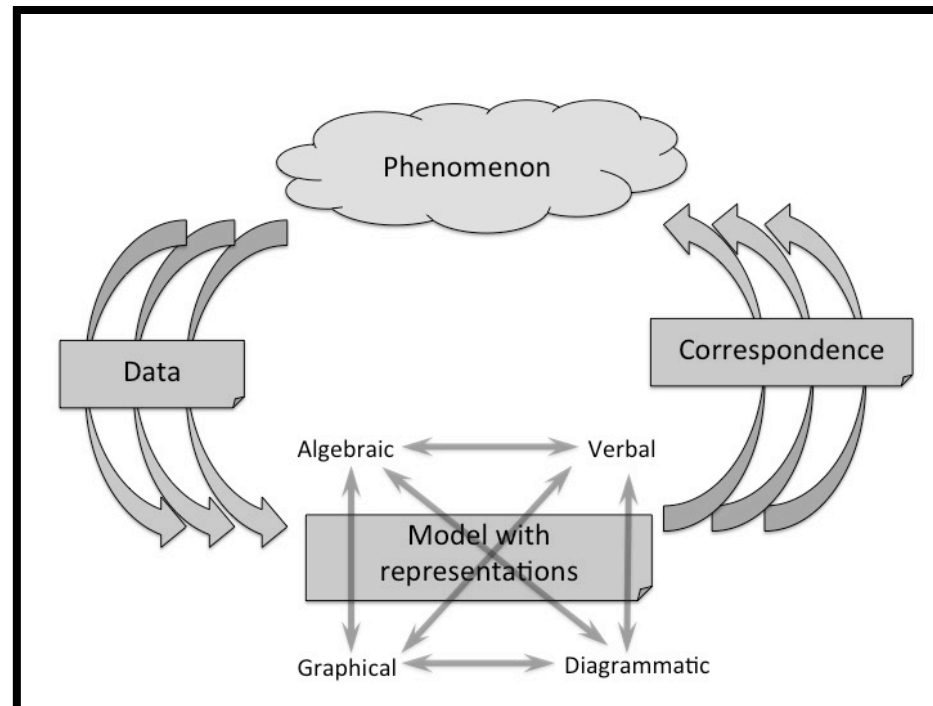 Phenomenon
Data
Correspondence
Algebraic
Verbal
Model with
representations
Graphical
Diagrammatic